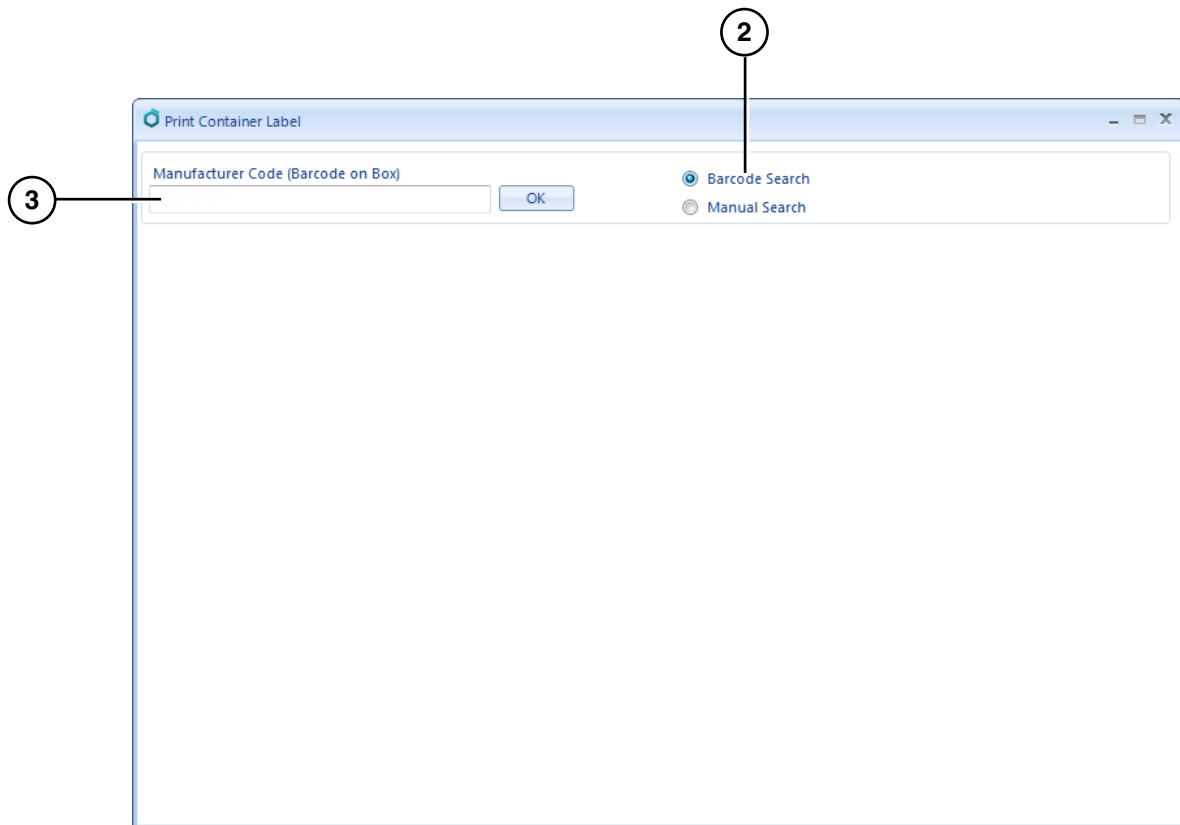 2
Print Container Label
Manufacturer Code (Barcode on Box)
Barcode Search
3
OK
Manual Search